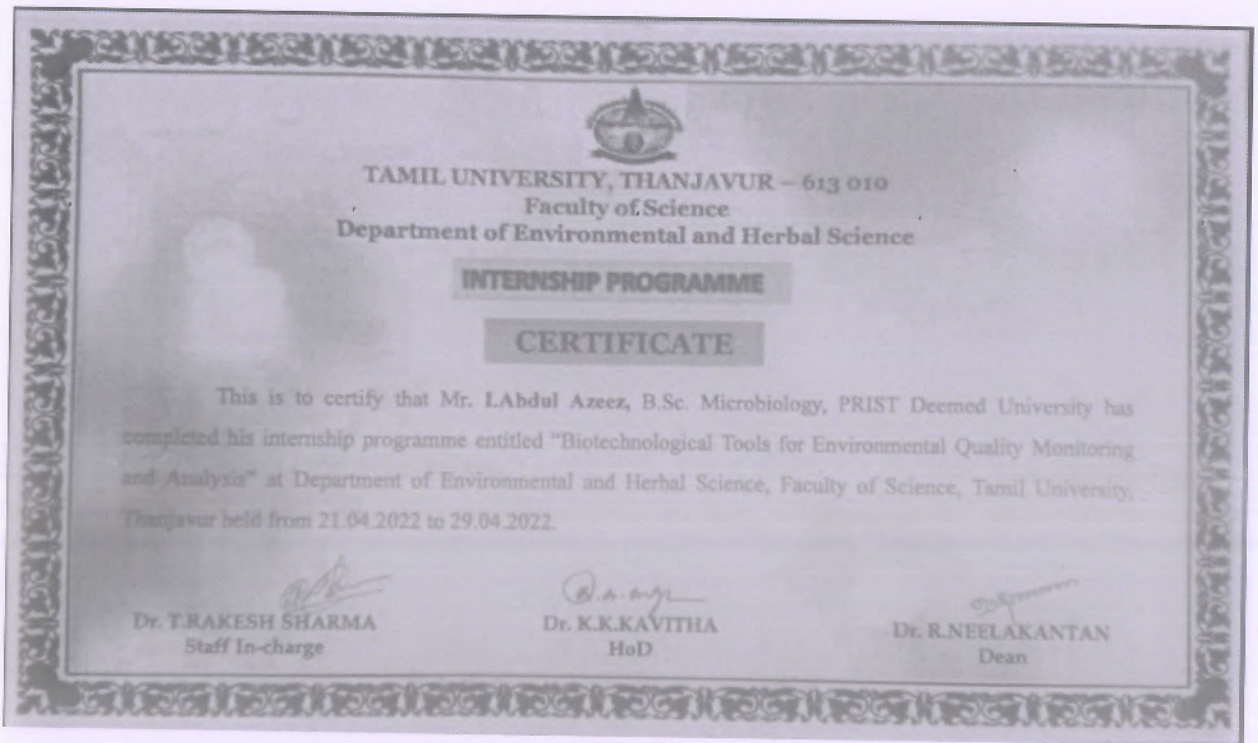 TAMIL UNIVERSITY, THANJAVUR – 613 010
Faculty of Science
Department of Environmental and Herbal Science
INTERNSHIP PROGRAMME
CERTIFICATE
This is to certify that Mr. I.Abdul Azeez, B.Sc. Microbiology, PRIST Deemed University has
completed his internship programme entitled "Biotechnological Tools for Environmental Quality Monitoring
and Analysis" at Department of Environmental and Herbal Science, Faculty of Science, Tamil University,
Thanjavur held from 21.04.2022 to 29.04.2022.
Dr. T.RAKESH SHARMA
Staff In-charge
Dr. K.K.KAVITHA
HoD
Dr. R.NEELAKANTAN
Dean